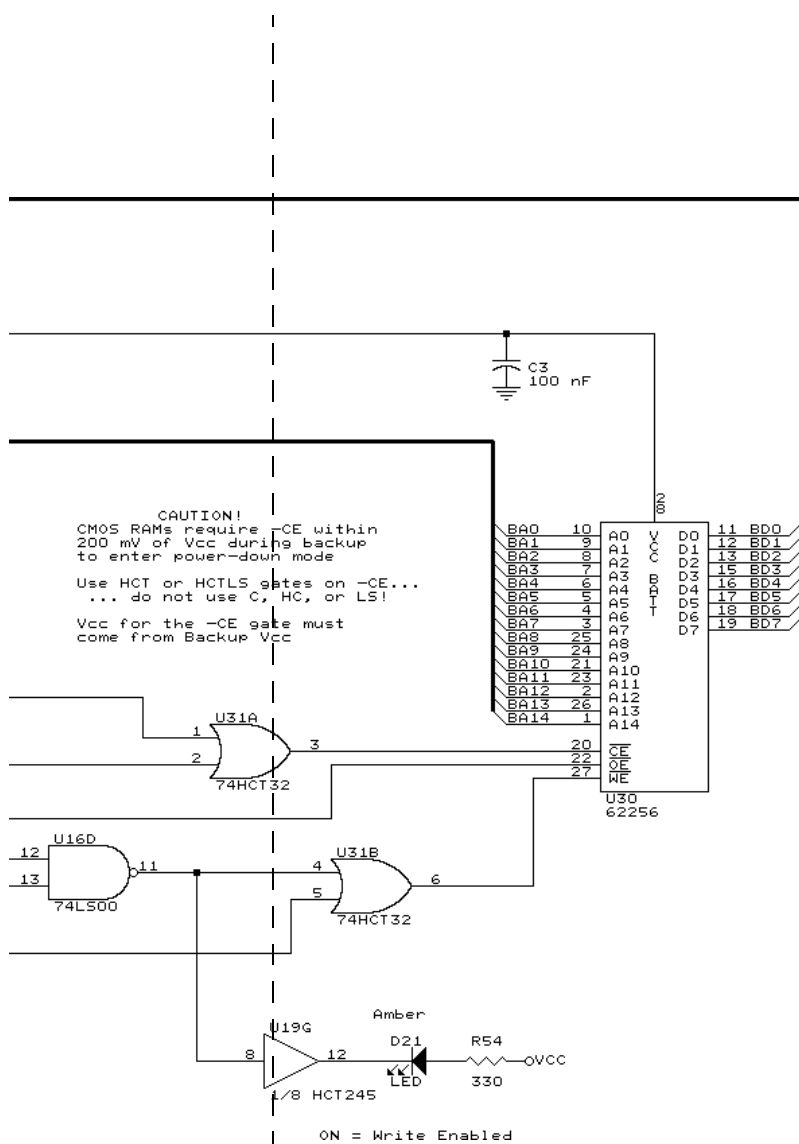 C3
100 nF
CAUTION!
CMOS RAMs require -CE within
200 mV of Vcc during backup
to enter power-down mode
Use HCT or HCTLS gates on -CE...
... do not use C, HC, or LS!
Vcc for the -CE gate must
come from Backup Vcc
28
VCC BATT
BA0 10 A0 D0 11 BD0
BA1 9 A1 D1 12 BD1
BA2 8 A2 D2 13 BD2
BA3 7 A3 D3 15 BD3
BA4 6 A4 D4 16 BD4
BA5 5 A5 D5 17 BD5
BA6 4 A6 D6 18 BD6
BA7 3 A7 D7 19 BD7
BA8 25 A8
BA9 24 A9
BA10 21 A10
BA11 23 A11
BA12 2 A12
BA13 26 A13
BA14 1 A14
20 CE
22 OE
27 WE
U30
62256
U31A
1
2
3
74HCT32
U16D
12
13
11
74LS00
U31B
4
5
6
74HCT32
Amber
U19G
8
12
1/8 HCT245
D21
LED
R54
330
VCC
ON = Write Enabled